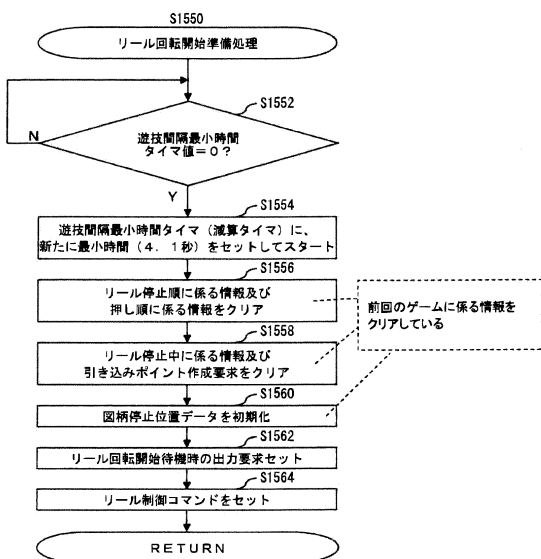 S1550
リール回転開始準備処理
S1552
遊技間隔最小時間
タイマ値＝０？
N
Y
S1554
遊技間隔最小時間タイマ（減算タイマ）に、
新たに最小時間（４．１秒）をセットしてスタート
S1556
リール停止順に係る情報及び
押し順に係る情報をクリア
前回のゲームに係る情報を
クリアしている
S1558
リール停止中に係る情報及び
引き込みポイント作成要求をクリア
S1560
図柄停止位置データを初期化
S1562
リール回転開始待機時の出力要求セット
S1564
リール制御コマンドをセット
ＲＥＴＵＲＮ